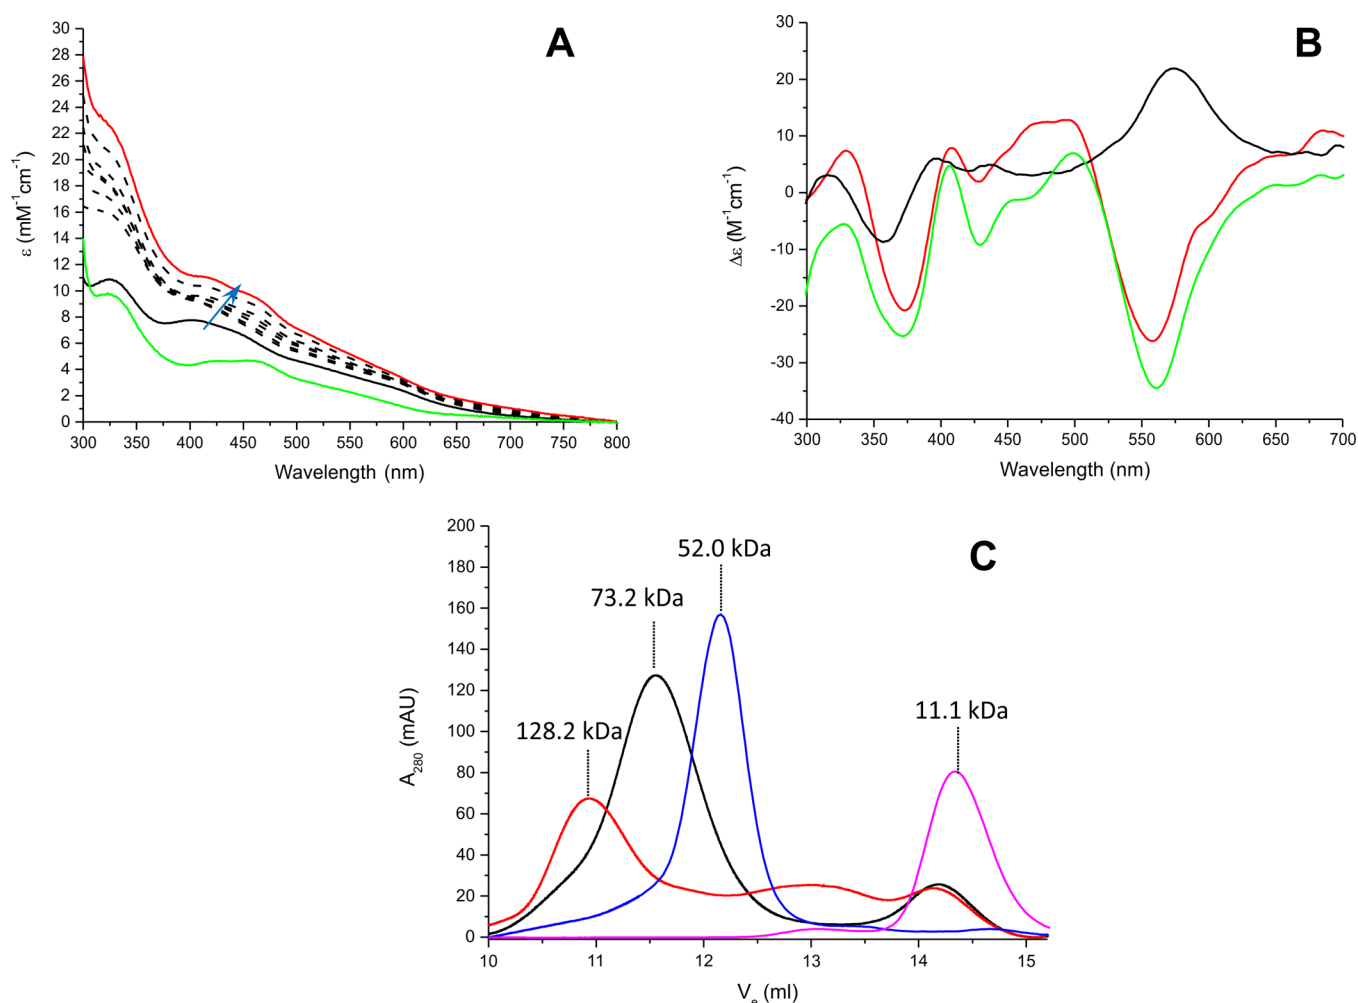 A
30
28
26
24
22
20
18
16
14
12
10
8
6
4
2
0
ε (mM⁻¹cm⁻¹)
300 350 400 450 500 550 600 650 700 750 800
Wavelength (nm)
B
30
20
10
0
-10
-20
-30
-40
Δε (M⁻¹cm⁻¹)
300 350 400 450 500 550 600 650 700
Wavelength (nm)
C
200
180
160
140
120
100
80
60
40
20
0
A₂₈₀ (mAU)
128.2 kDa
73.2 kDa
52.0 kDa
11.1 kDa
10 11 12 13 14 15
Vₑ (ml)